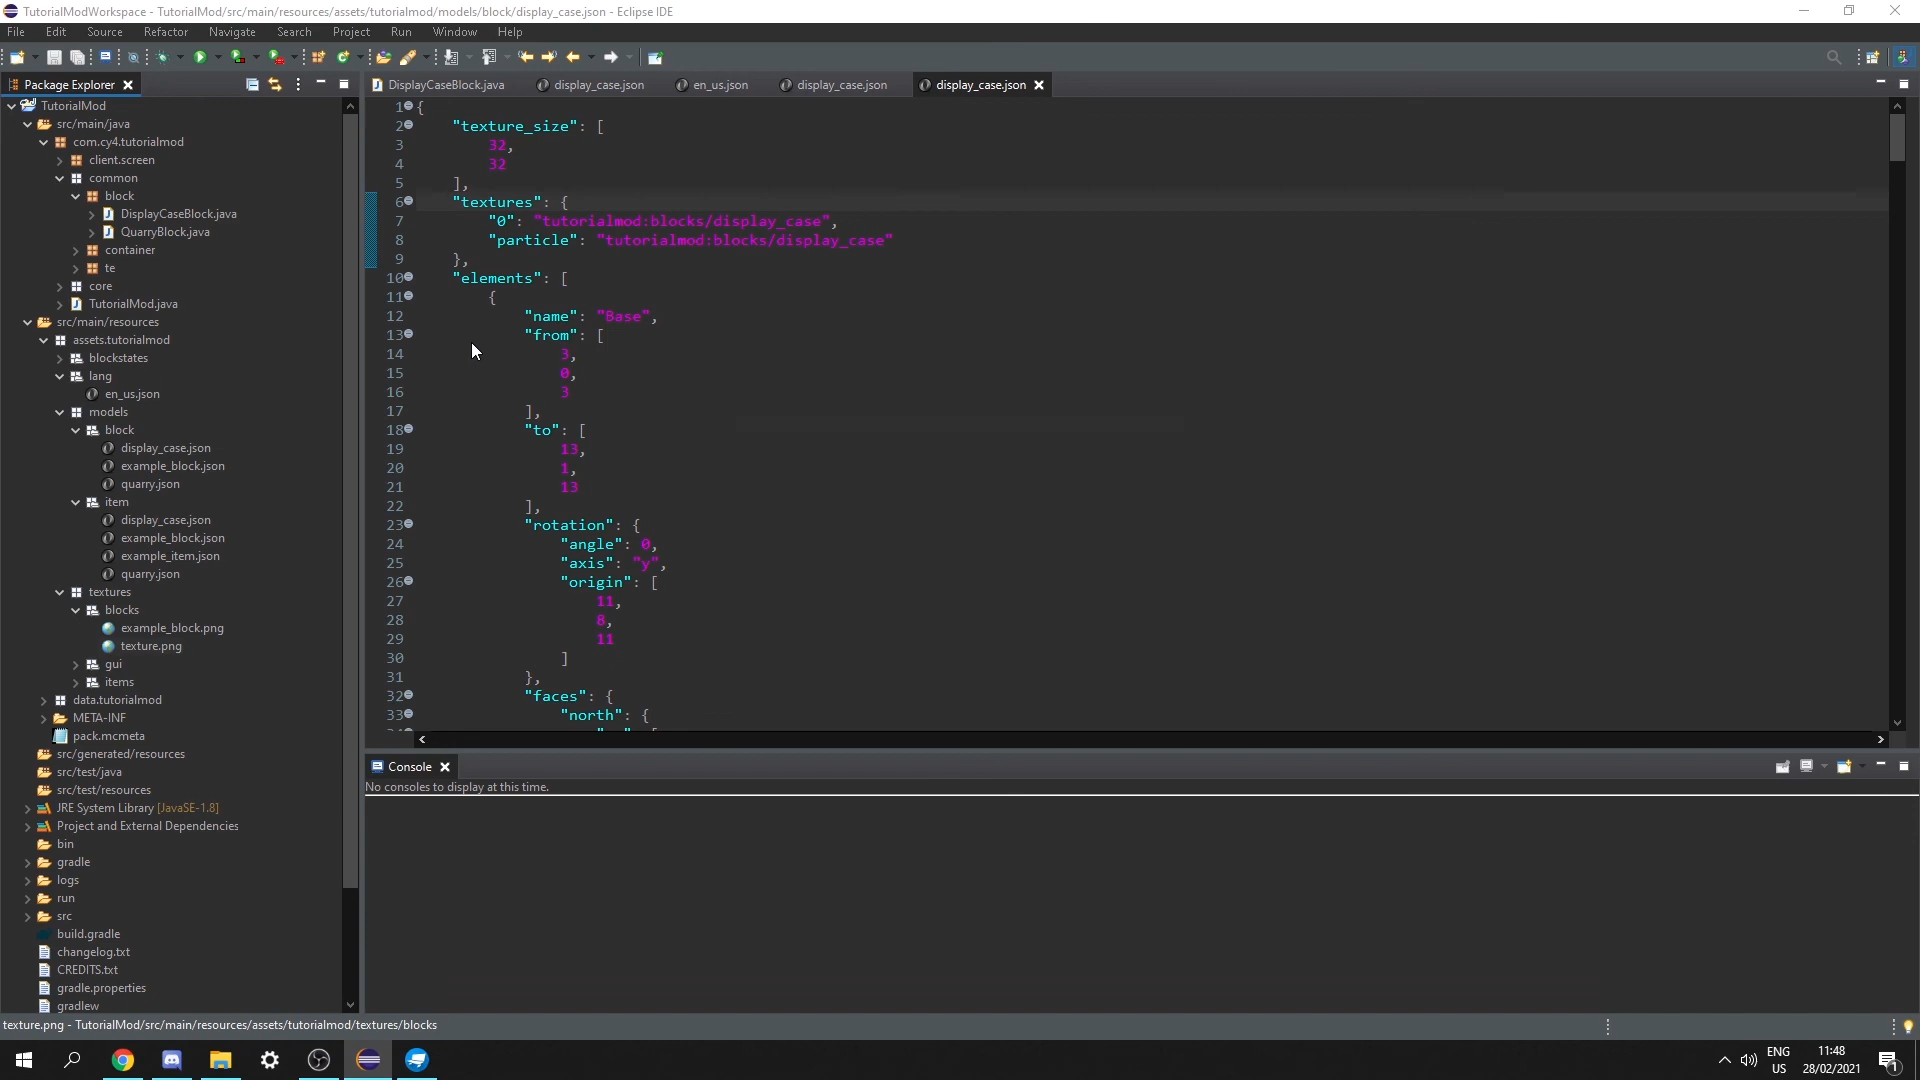 TutorialModWorkspace - TutorialMod/src/main/resources/assets/tutorialmod/models/block/display_case.json - Eclipse IDE
File Edit Source Refactor Navigate Search Project Run Window Help
Package Explorer
DisplayCaseBlock.java display_case.json en_us.json display_case.json display_case.json
TutorialMod
src/main/java
com.cy4.tutorialmod
client.screen
common
block
DisplayCaseBlock.java
QuarryBlock.java
container
te
core
TutorialMod.java
src/main/resources
assets.tutorialmod
blockstates
lang
en_us.json
models
block
display_case.json
example_block.json
quarry.json
item
display_case.json
example_block.json
example_item.json
quarry.json
textures
blocks
example_block.png
texture.png
gui
items
data.tutorialmod
META-INF
pack.mcmeta
src/generated/resources
src/test/java
src/test/resources
JRE System Library [JavaSE-1.8]
Project and External Dependencies
bin
gradle
logs
run
src
build.gradle
changelog.txt
CREDITS.txt
gradle.properties
gradlew
1 {
2 "texture_size": [
3 32,
4 32
5 ],
6 "textures": {
7 "0": "tutorialmod:blocks/display_case",
8 "particle": "tutorialmod:blocks/display_case"
9 },
10 "elements": [
11 {
12 "name": "Base",
13 "from": [
14 3,
15 0,
16 3
17 ],
18 "to": [
19 13,
20 1,
21 13
22 ],
23 "rotation": {
24 "angle": 0,
25 "axis": "y",
26 "origin": [
27 11,
28 8,
29 11
30 ]
31 },
32 "faces": {
33 "north": {
Console
No consoles to display at this time.
texture.png - TutorialMod/src/main/resources/assets/tutorialmod/textures/blocks
ENG
US
11:48
28/02/2021
1